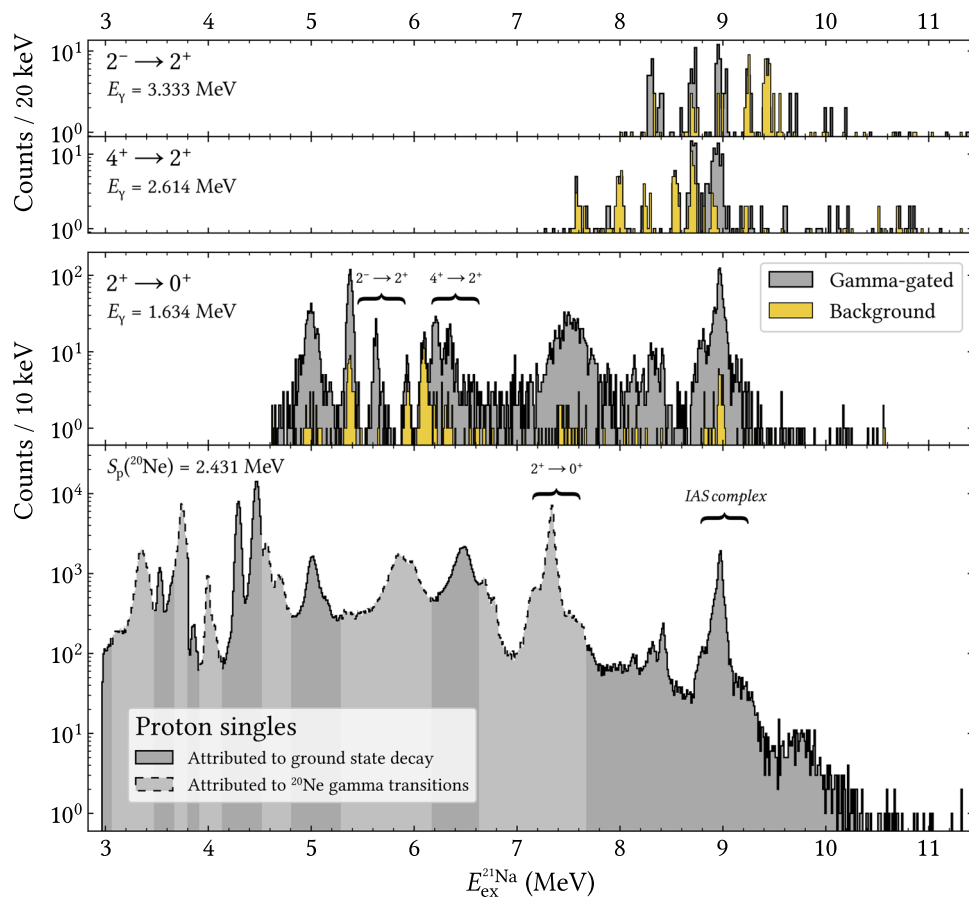 3 4 5 6 7 8 9 10 11
Counts / 20 keV
10¹
10⁰
2⁻ → 2⁺
Eγ = 3.333 MeV
10¹
10⁰
4⁺ → 2⁺
Eγ = 2.614 MeV
Counts / 10 keV
10²
10¹
10⁰
2⁺ → 0⁺
Eγ = 1.634 MeV
2⁻ → 2⁺
4⁺ → 2⁺
Gamma-gated
Background
10⁴
10³
10²
10¹
10⁰
Sₚ(²⁰Ne) = 2.431 MeV
2⁺ → 0⁺
IAS complex
Proton singles
Attributed to ground state decay
Attributed to ²⁰Ne gamma transitions
3 4 5 6 7 8 9 10 11
E_ex^²¹Na (MeV)